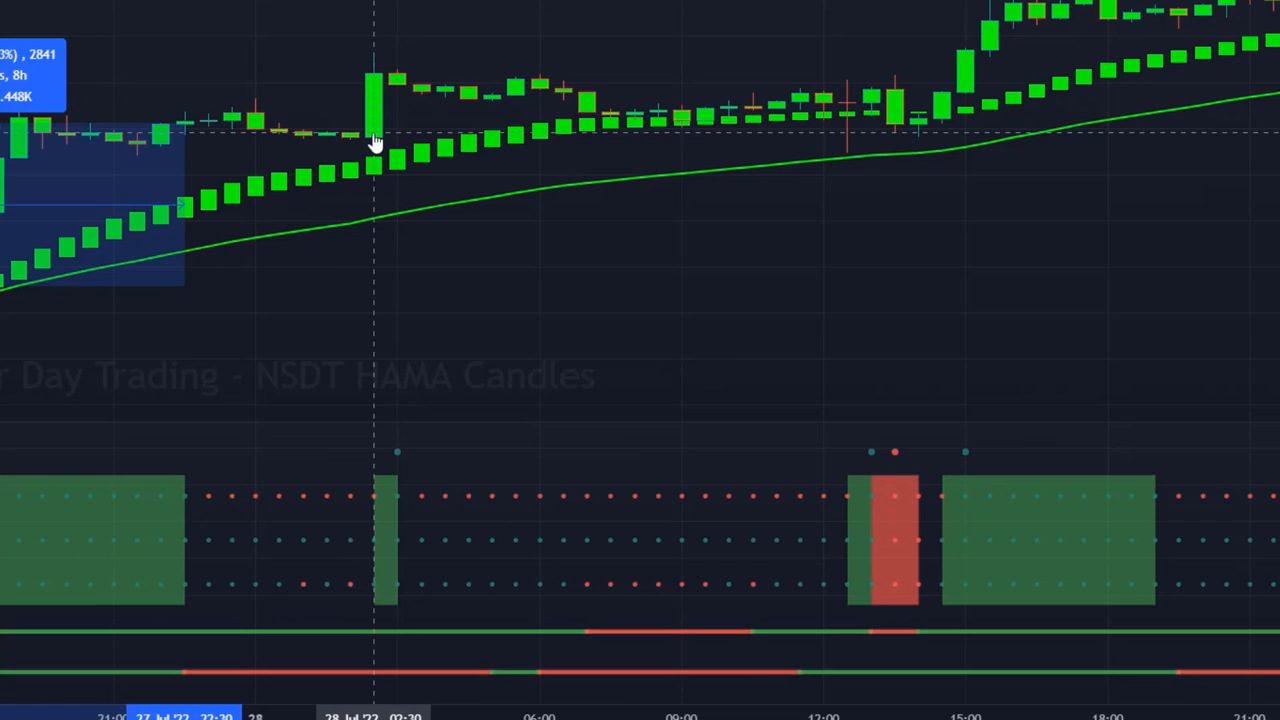 3%) , 2841
s, 8h
.448K
r Day Trading - NSDT HAMA Candles
21:00 27 Jul '22 22:30 28 28 Jul '22 02:30 06:00 09:00 12:00 15:00 18:00 21:00